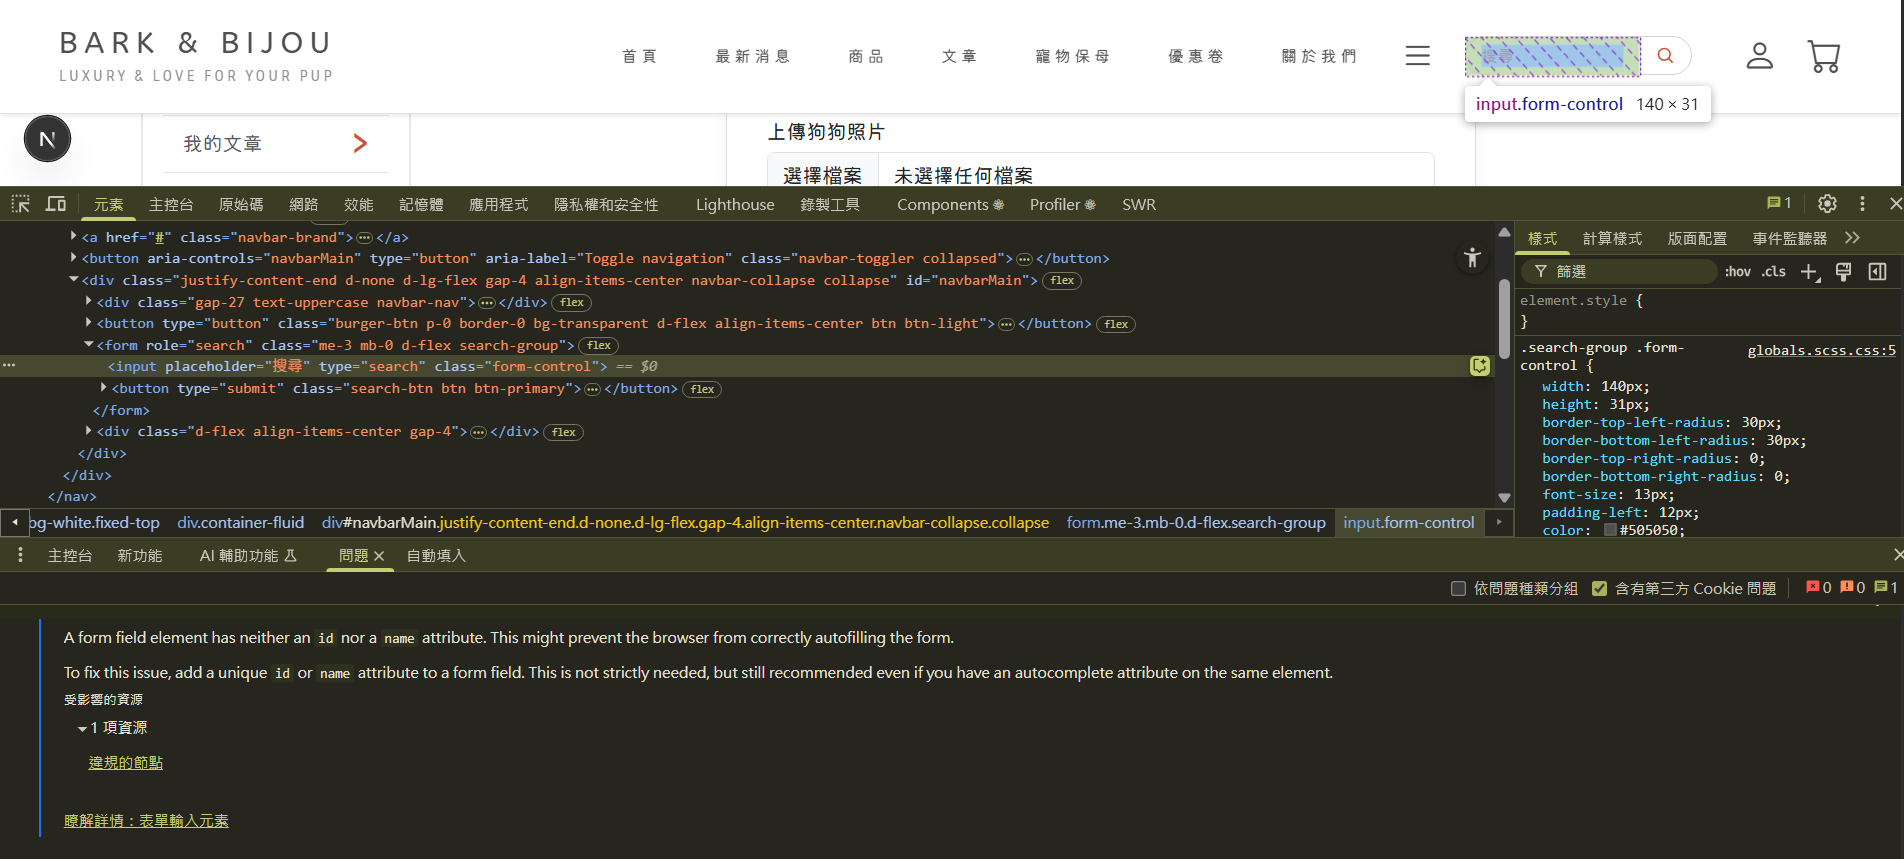 BARK & BIJOU
LUXURY & LOVE FOR YOUR PUP
首頁 最新消息 商品 文章 寵物保母 優惠卷 關於我們
搜尋
input.form-control 140 × 31
N
我的文章
上傳狗狗照片
選擇檔案 未選擇任何檔案
元素 主控台 原始碼 網路 效能 記憶體 應用程式 隱私權和安全性 Lighthouse 錄製工具 Components Profiler SWR 1
<a href="#" class="navbar-brand"></a>
<button aria-controls="navbarMain" type="button" aria-label="Toggle navigation" class="navbar-toggler collapsed"></button>
<div class="justify-content-end d-none d-lg-flex gap-4 align-items-center navbar-collapse collapse" id="navbarMain"> flex
<div class="gap-27 text-uppercase navbar-nav"></div> flex
<button type="button" class="burger-btn p-0 border-0 bg-transparent d-flex align-items-center btn btn-light"></button> flex
<form role="search" class="me-3 mb-0 d-flex search-group"> flex
<input placeholder="搜尋" type="search" class="form-control"> == $0
<button type="submit" class="search-btn btn btn-primary"></button> flex
</form>
<div class="d-flex align-items-center gap-4"></div> flex
</div>
</div>
</nav>
樣式 計算樣式 版面配置 事件監聽器
篩選 :hov .cls
element.style {
}
.search-group .form-control { globals.scss.css:5
width: 140px;
height: 31px;
border-top-left-radius: 30px;
border-bottom-left-radius: 30px;
border-top-right-radius: 0;
border-bottom-right-radius: 0;
font-size: 13px;
padding-left: 12px;
color: #505050;
bg-white.fixed-top div.container-fluid div#navbarMain.justify-content-end.d-none.d-lg-flex.gap-4.align-items-center.navbar-collapse.collapse form.me-3.mb-0.d-flex.search-group input.form-control
主控台 新功能 AI 輔助功能 問題 自動填入
依問題種類分組 含有第三方 Cookie 問題 0 0 1
A form field element has neither an id nor a name attribute. This might prevent the browser from correctly autofilling the form.
To fix this issue, add a unique id or name attribute to a form field. This is not strictly needed, but still recommended even if you have an autocomplete attribute on the same element.
受影響的資源
1 項資源
違規的節點
瞭解詳情：表單輸入元素